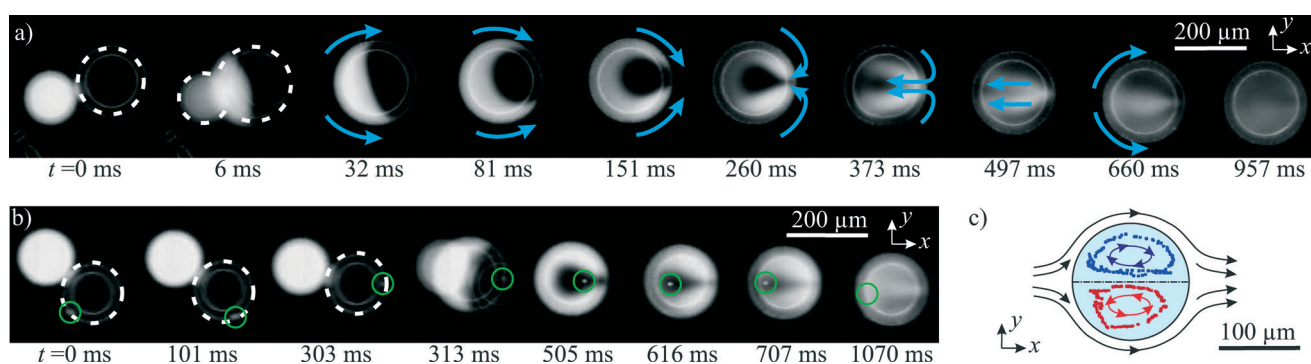 a)
200 µm
y
x
t =0 ms 6 ms 32 ms 81 ms 151 ms 260 ms 373 ms 497 ms 660 ms 957 ms
b)
200 µm
y
x
t=0 ms 101 ms 303 ms 313 ms 505 ms 616 ms 707 ms 1070 ms
c)
y
x
100 µm